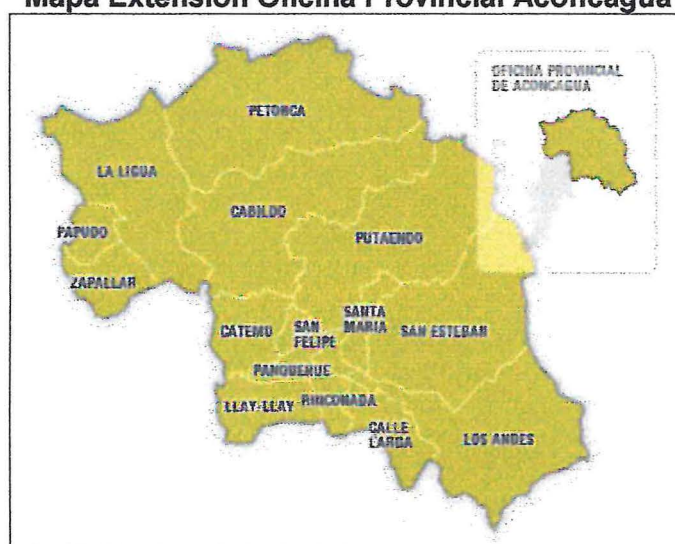 Mapa Extensión Oficina Provincial Aconcagua
OFICINA PROVINCIAL
DE ACONCAGUA
PETORCA
LA LIGUA
CABILDO
PAPUDO
PUTAENDO
ZAPALLAR
CATEMU
SAN
FELIPE
SANTA
MARIA
SAN ESTEBAN
PANQUEHUE
LLAY-LLAY
RINCONADA
CALLE
LARGA
LOS ANDES